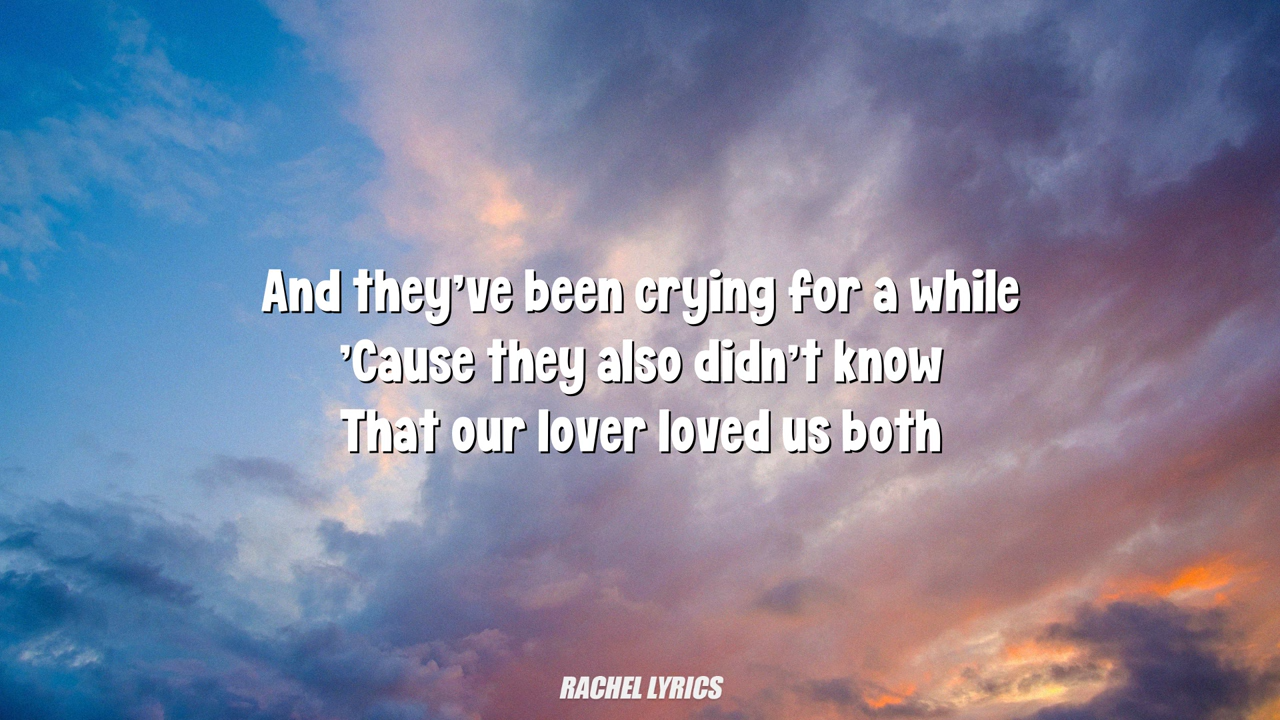 And they’ve been crying for a while
’Cause they also didn’t know
That our lover loved us both
RACHEL LYRICS